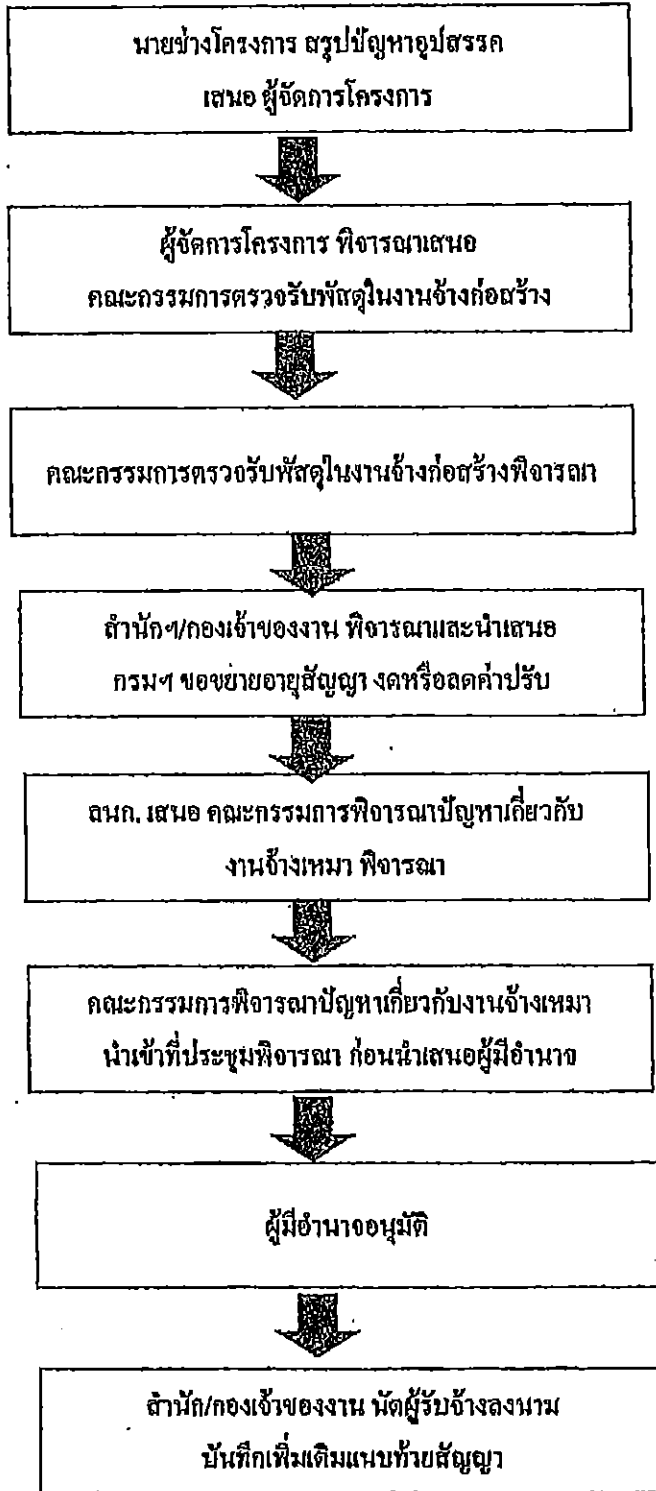 นายช่างโครงการ สรุปปัญหาอุปสรรค
เสนอ ผู้จัดการโครงการ
ผู้จัดการโครงการ พิจารณาเสนอ
คณะกรรมการตรวจรับพัสดุในงานจ้างก่อสร้าง
คณะกรรมการตรวจรับพัสดุในงานจ้างก่อสร้างพิจารณา
สำนักฯ/กองเจ้าของงาน พิจารณาและนำเสนอ
กรมฯ ขอขยายอายุสัญญา งดหรือลดค่าปรับ
ลนก. เสนอ คณะกรรมการพิจารณาปัญหาเกี่ยวกับ
งานจ้างเหมา พิจารณา
คณะกรรมการพิจารณาปัญหาเกี่ยวกับงานจ้างเหมา
นำเข้าที่ประชุมพิจารณา ก่อนนำเสนอผู้มีอำนาจ
ผู้มีอำนาจอนุมัติ
สำนัก/กองเจ้าของงาน นัดผู้รับจ้างลงนาม
บันทึกเพิ่มเติมแนบท้ายสัญญา